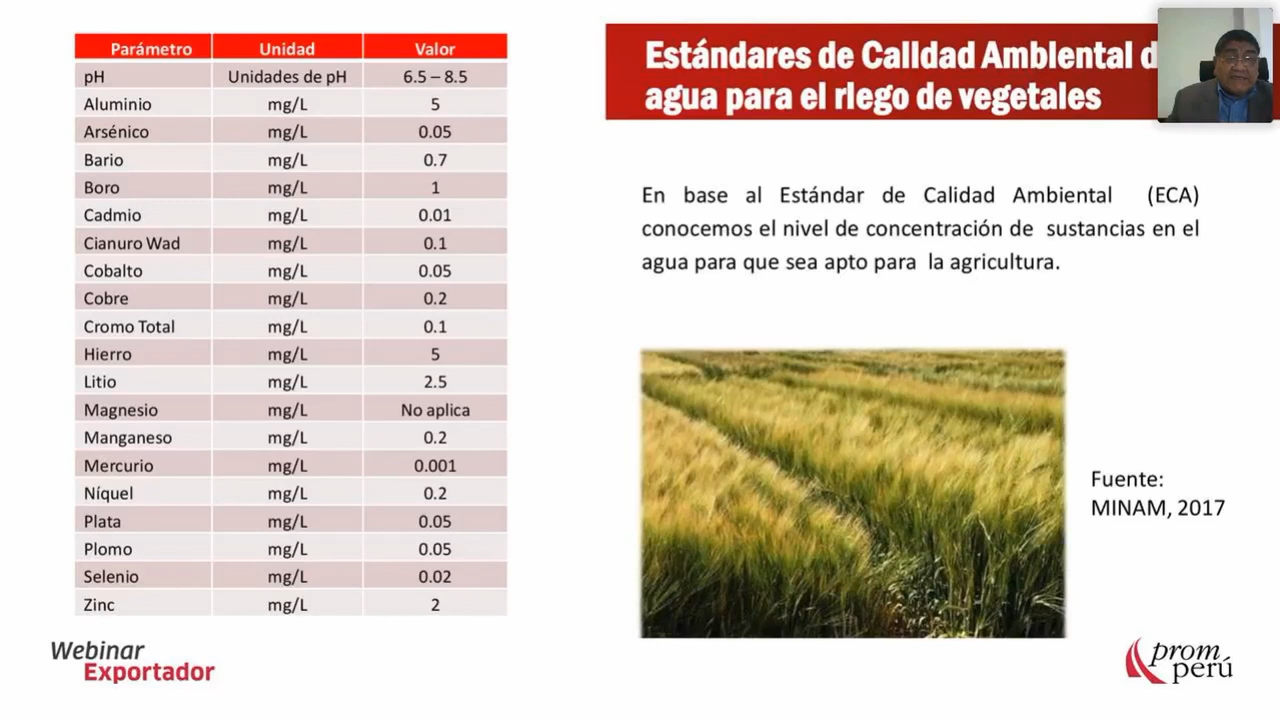 Parámetro Unidad Valor
pH Unidades de pH 6.5 – 8.5
Aluminio mg/L 5
Arsénico mg/L 0.05
Bario mg/L 0.7
Boro mg/L 1
Cadmio mg/L 0.01
Cianuro Wad mg/L 0.1
Cobalto mg/L 0.05
Cobre mg/L 0.2
Cromo Total mg/L 0.1
Hierro mg/L 5
Litio mg/L 2.5
Magnesio mg/L No aplica
Manganeso mg/L 0.2
Mercurio mg/L 0.001
Níquel mg/L 0.2
Plata mg/L 0.05
Plomo mg/L 0.05
Selenio mg/L 0.02
Zinc mg/L 2
Estándares de Calldad Ambiental d
agua para el rlego de vegetales
En base al Estándar de Calidad Ambiental (ECA)
conocemos el nivel de concentración de sustancias en el
agua para que sea apto para la agricultura.
Fuente:
MINAM, 2017
Webinar
Exportador
prom
perú